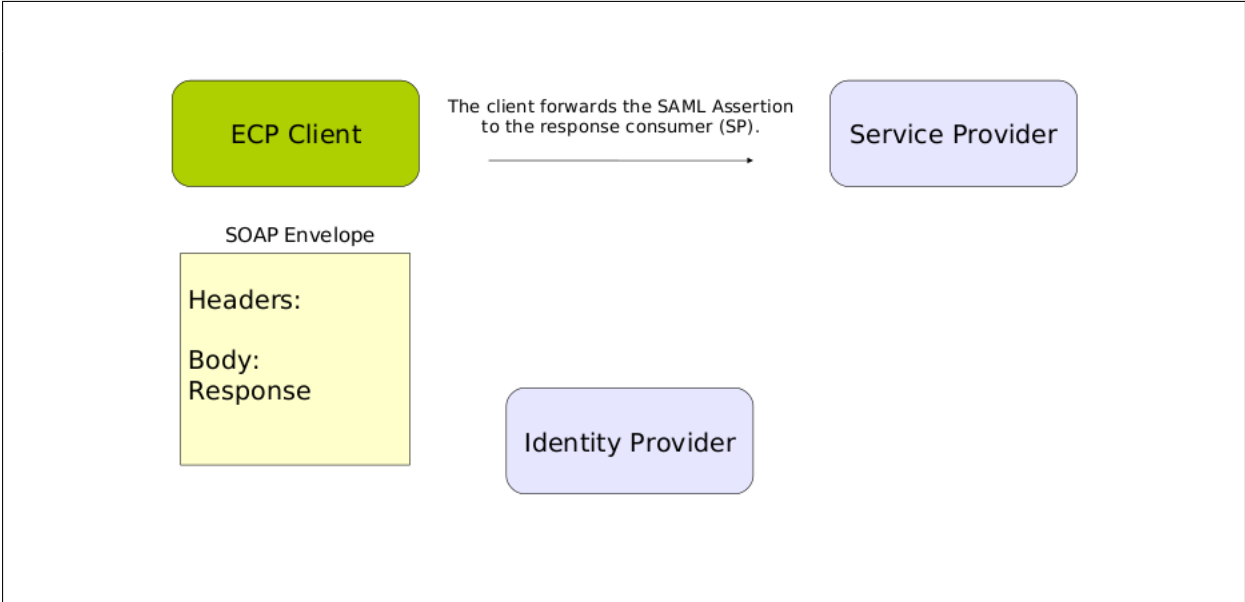 ECP Client
The client forwards the SAML Assertion
to the response consumer (SP).
Service Provider
SOAP Envelope
Headers:
Body:
Response
Identity Provider